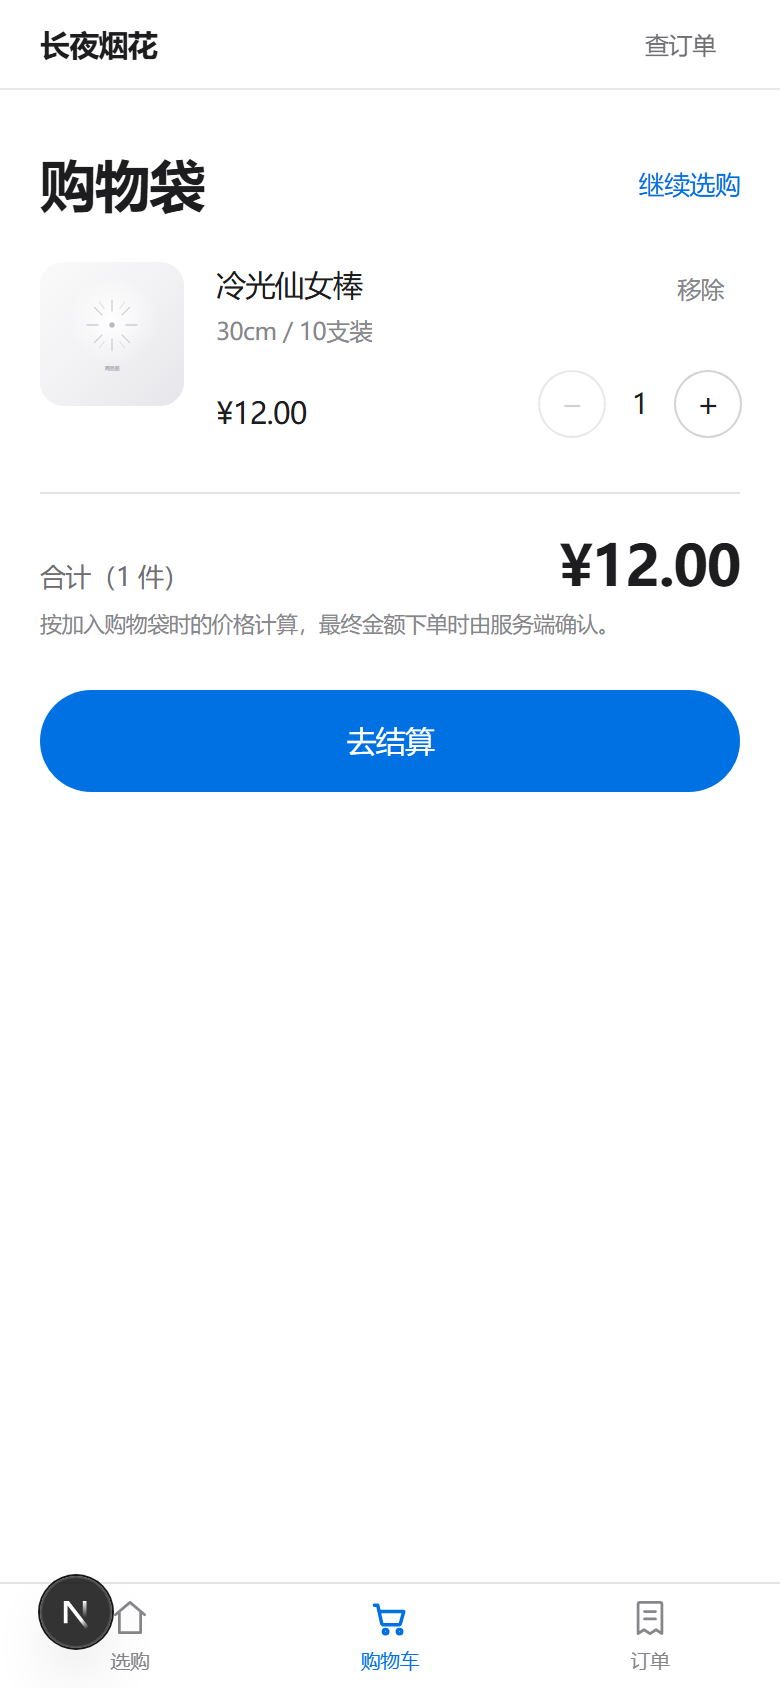 长夜烟花
查订单
购物袋
继续选购
冷光仙女棒
移除
30cm / 10支装
¥12.00
− 1 +
合计（1 件）
¥12.00
按加入购物袋时的价格计算，最终金额下单时由服务端确认。
去结算
N
选购
购物车
订单